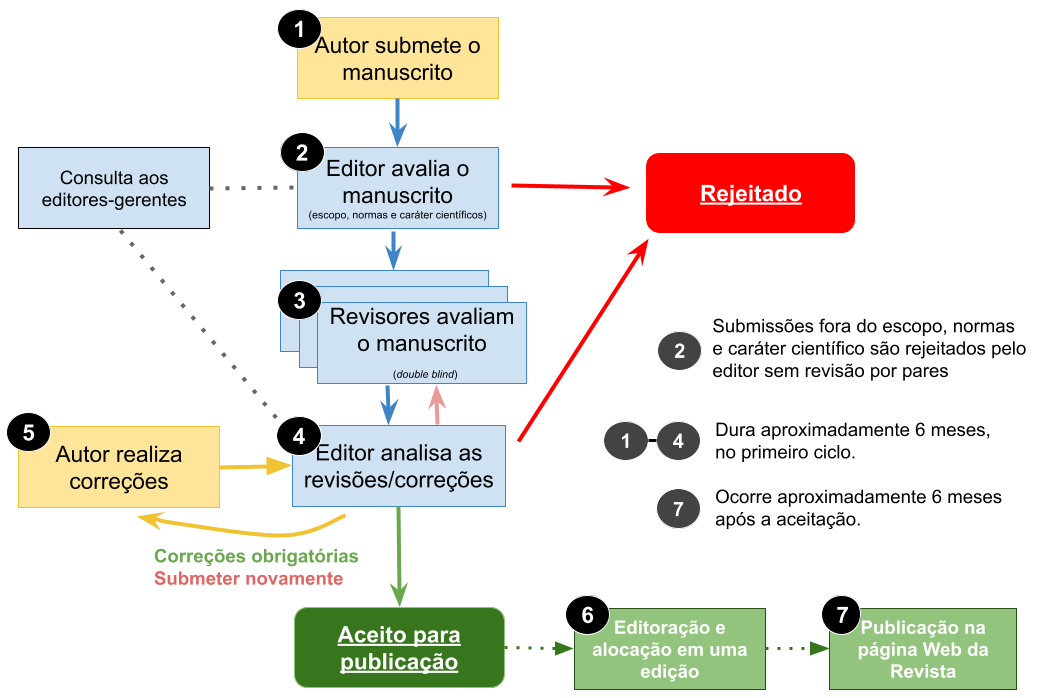 1
Autor submete o
manuscrito
2
Editor avalia o
manuscrito
(escopo, normas e caráter científicos)
Consulta aos
editores-gerentes
Rejeitado
3
Revisores avaliam
o manuscrito
(double blind)
2
Submissões fora do escopo, normas
e caráter científico são rejeitados pelo
editor sem revisão por pares
1
4
Dura aproximadamente 6 meses,
no primeiro ciclo.
7
Ocorre aproximadamente 6 meses
após a aceitação.
5
Autor realiza
correções
4
Editor analisa as
revisões/correções
Correções obrigatórias
Submeter novamente
Aceito para
publicação
6
Editoração e
alocação em uma
edição
7
Publicação na
página Web da
Revista